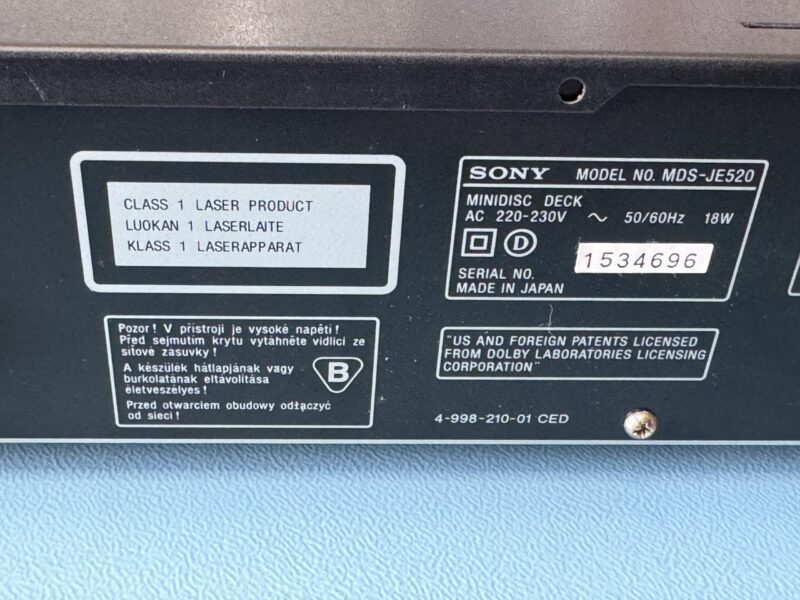 CLASS 1 LASER PRODUCT
LUOKAN 1 LASERLAITE
KLASS 1 LASERAPPARAT
SONY MODEL NO. MDS-JE520
MINIDISC DECK
AC 220-230V ~ 50/60Hz 18W
D
1534696
SERIAL NO.
MADE IN JAPAN
Pozor! V přístroji je vysoké napětí!
Před sejmutím krytu vytáhněte vidlici ze
síťové zásuvky!
A készülék hátlapjának vagy
burkolatának eltávolítása
életveszélyes!
B
Przed otwarciem obudowy odłączyć
od sieci!
"US AND FOREIGN PATENTS LICENSED
FROM DOLBY LABORATORIES LICENSING
CORPORATION"
4-998-210-01 CED